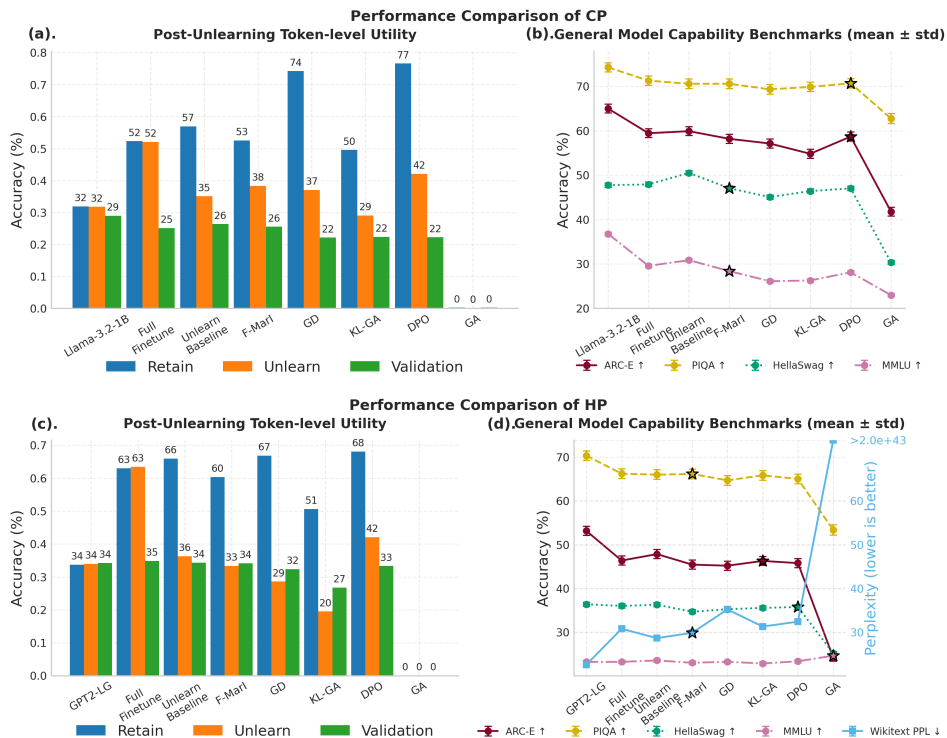 Performance Comparison of CP
(a). Post-Unlearning Token-level Utility
Accuracy (%)
0.8
0.7
0.6
0.5
0.4
0.3
0.2
0.1
0.0
32 32 29
52 52 25
57 35 26
53 38 26
74 37 22
50 29 22
77 42 22
0 0 0
Llama-3.2-1B
Full Finetune
Unlearn Baseline
F-MarI
GD
KL-GA
DPO
GA
Retain Unlearn Validation
(b). General Model Capability Benchmarks (mean ± std)
Accuracy (%)
70
60
50
40
30
20
Llama-3.2-1B
Full Finetune
Unlearn Baseline
F-MarI
GD
KL-GA
DPO
GA
ARC-E ↑ PIQA ↑ HellaSwag ↑ MMLU ↑
Performance Comparison of HP
(c). Post-Unlearning Token-level Utility
Accuracy (%)
0.7
0.6
0.5
0.4
0.3
0.2
0.1
0.0
34 34 34
63 63 35
66 36 34
60 33 34
67 29 32
51 20 27
68 42 33
0 0 0
GPT2-LG
Full Finetune
Unlearn Baseline
F-MarI
GD
KL-GA
DPO
GA
Retain Unlearn Validation
(d). General Model Capability Benchmarks (mean ± std)
Accuracy (%)
70
60
50
40
30
>2.0e+43
60
50
40
30
Perplexity (lower is better)
GPT2-LG
Full Finetune
Unlearn Baseline
F-MarI
GD
KL-GA
DPO
GA
ARC-E ↑ PIQA ↑ HellaSwag ↑ MMLU ↑ Wikitext PPL ↓